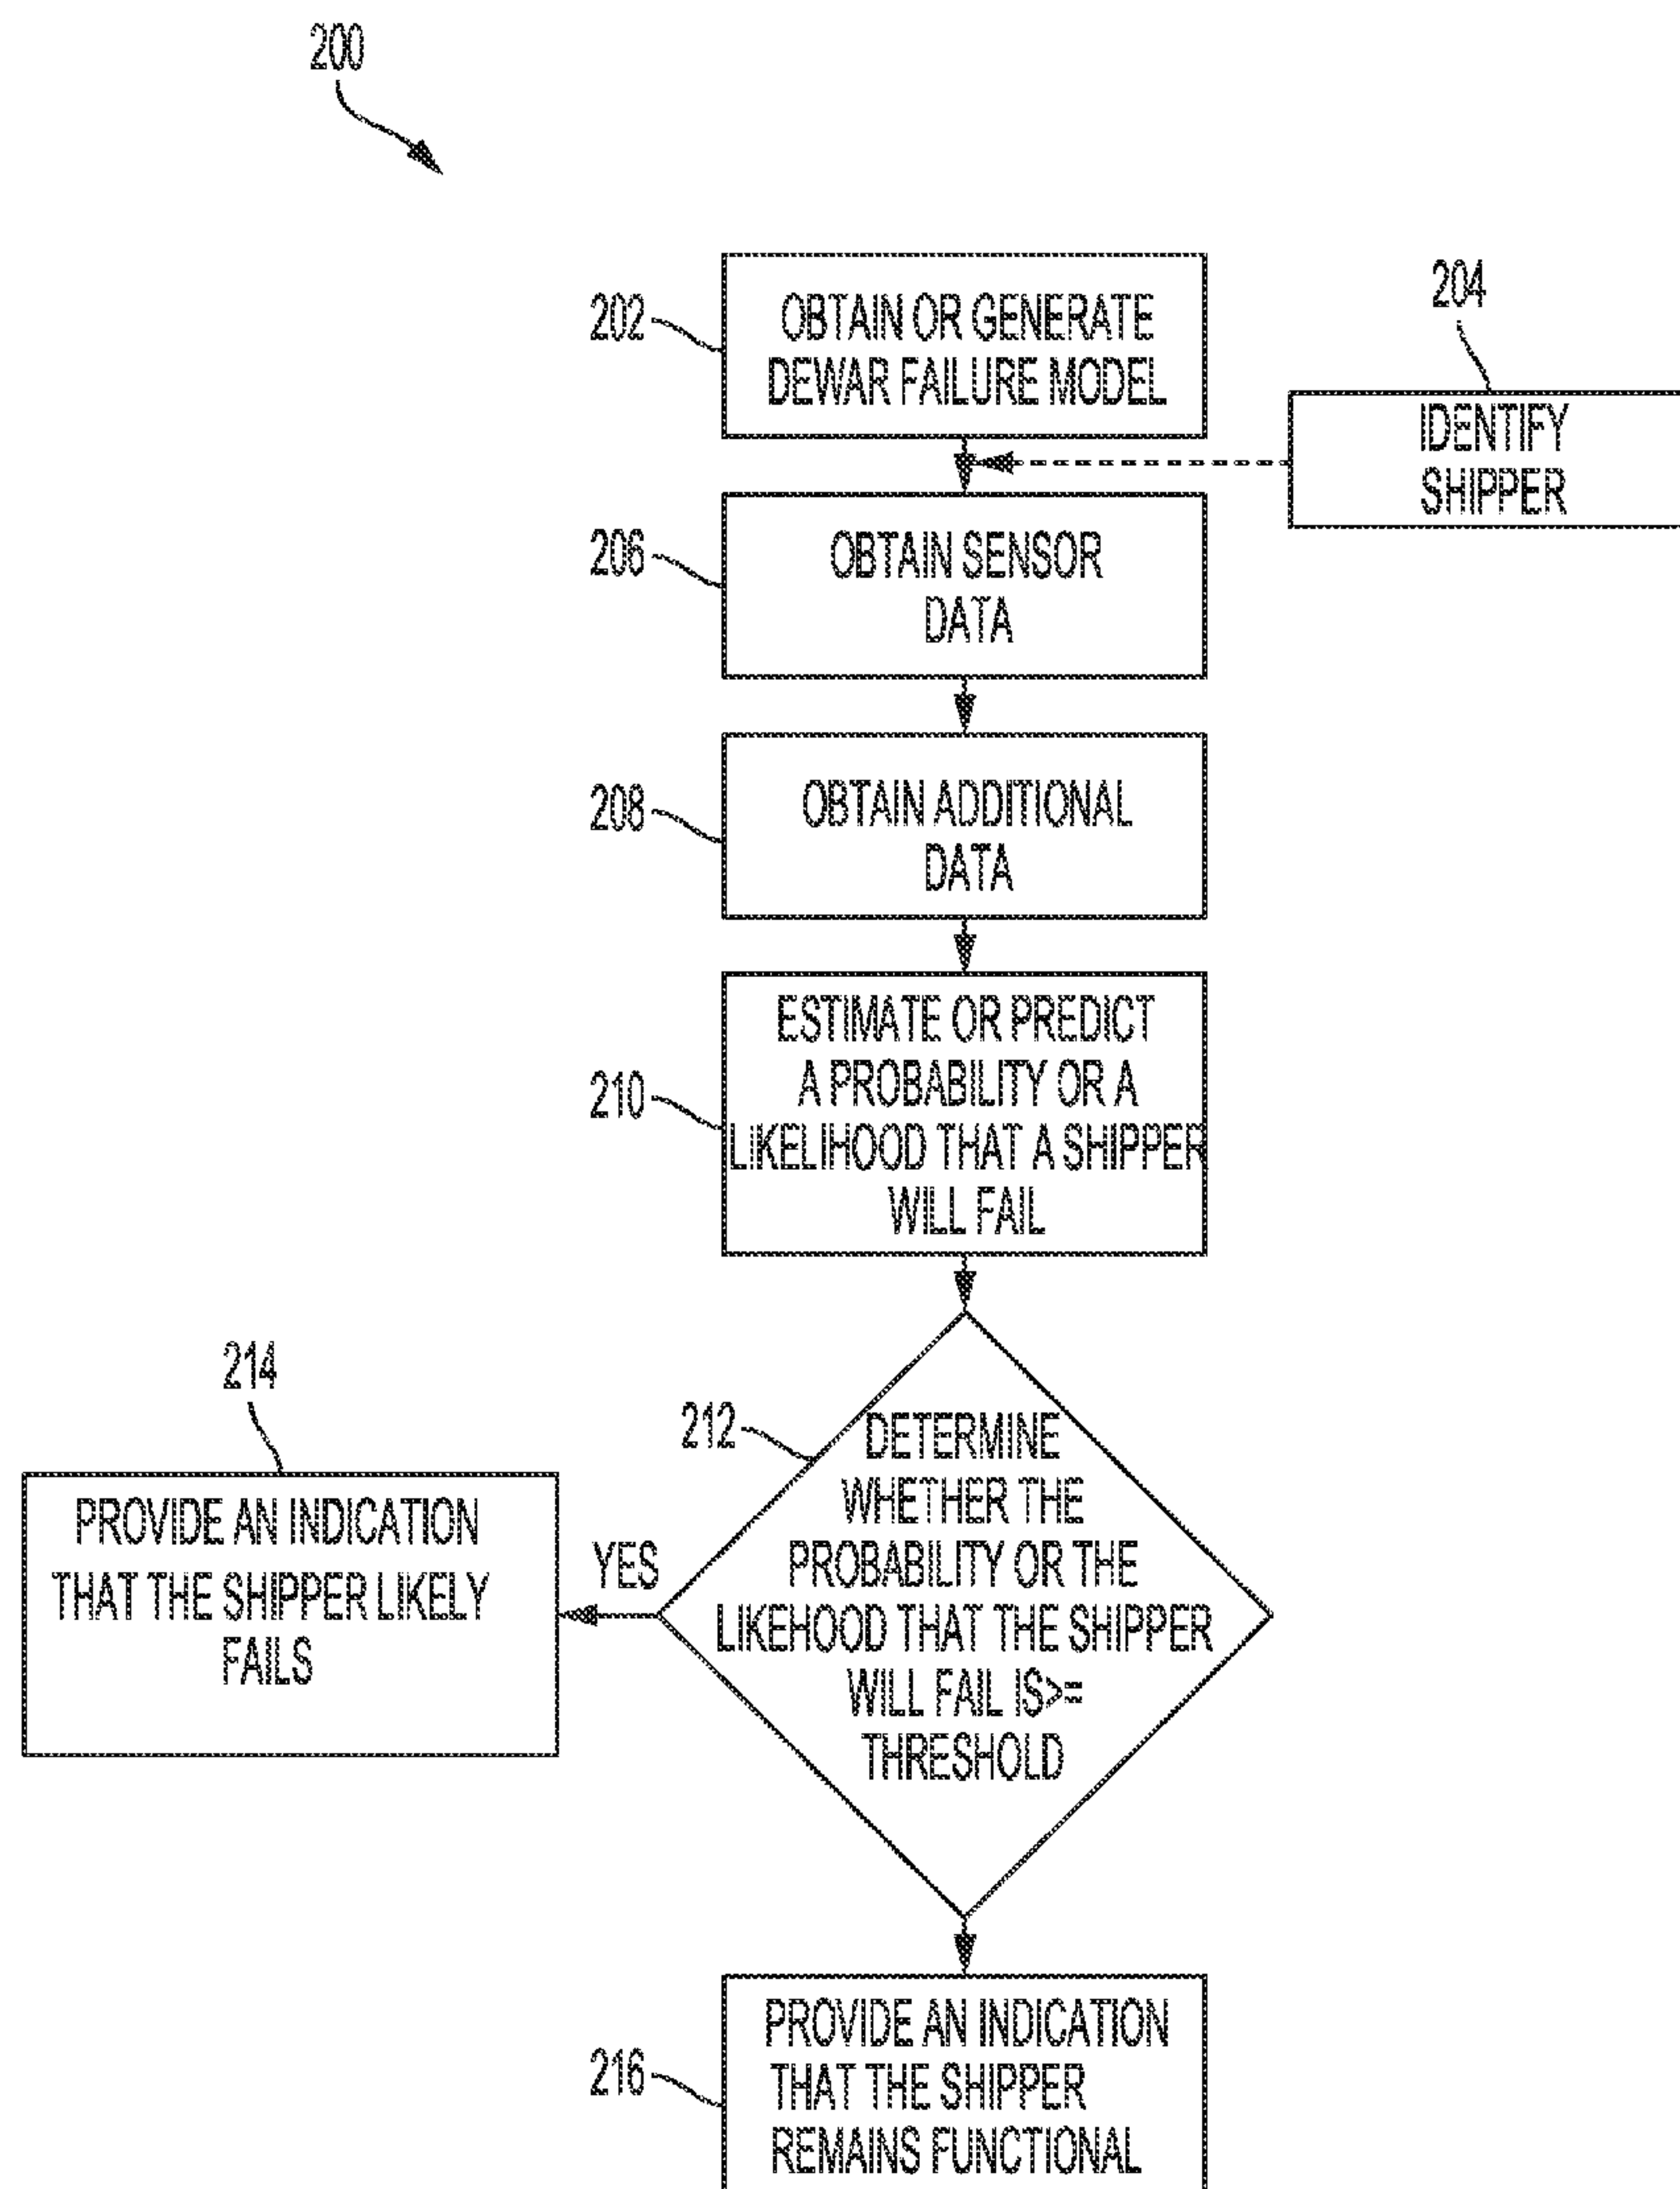 200
202
OBTAIN OR GENERATE
DEWAR FAILURE MODEL
204
IDENTIFY
SHIPPER
206
OBTAIN SENSOR
DATA
208
OBTAIN ADDITIONAL
DATA
210
ESTIMATE OR PREDICT
A PROBABILITY OR A
LIKELIHOOD THAT A SHIPPER
WILL FAIL
212
DETERMINE
WHETHER THE
PROBABILITY OR THE
LIKEHOOD THAT THE SHIPPER
WILL FAIL IS>=
THRESHOLD
YES
214
PROVIDE AN INDICATION
THAT THE SHIPPER LIKELY
FAILS
216
PROVIDE AN INDICATION
THAT THE SHIPPER
REMAINS FUNCTIONAL